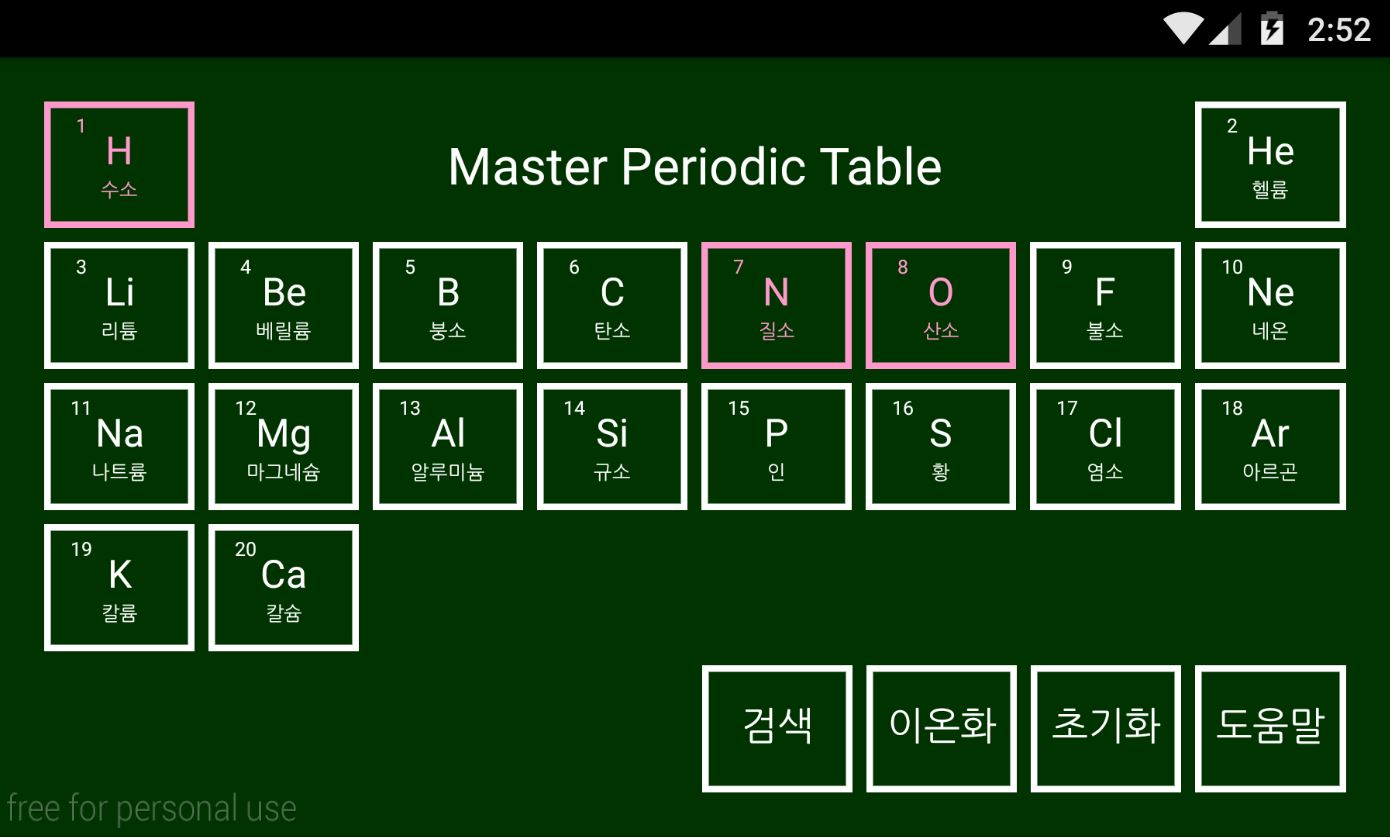 2:52
1
H
수소
Master Periodic Table
2
He
헬륨
3
Li
리튬
4
Be
베릴륨
5
B
붕소
6
C
탄소
7
N
질소
8
O
산소
9
F
불소
10
Ne
네온
11
Na
나트륨
12
Mg
마그네슘
13
Al
알루미늄
14
Si
규소
15
P
인
16
S
황
17
Cl
염소
18
Ar
아르곤
19
K
칼륨
20
Ca
칼슘
검색
이온화
초기화
도움말
free for personal use